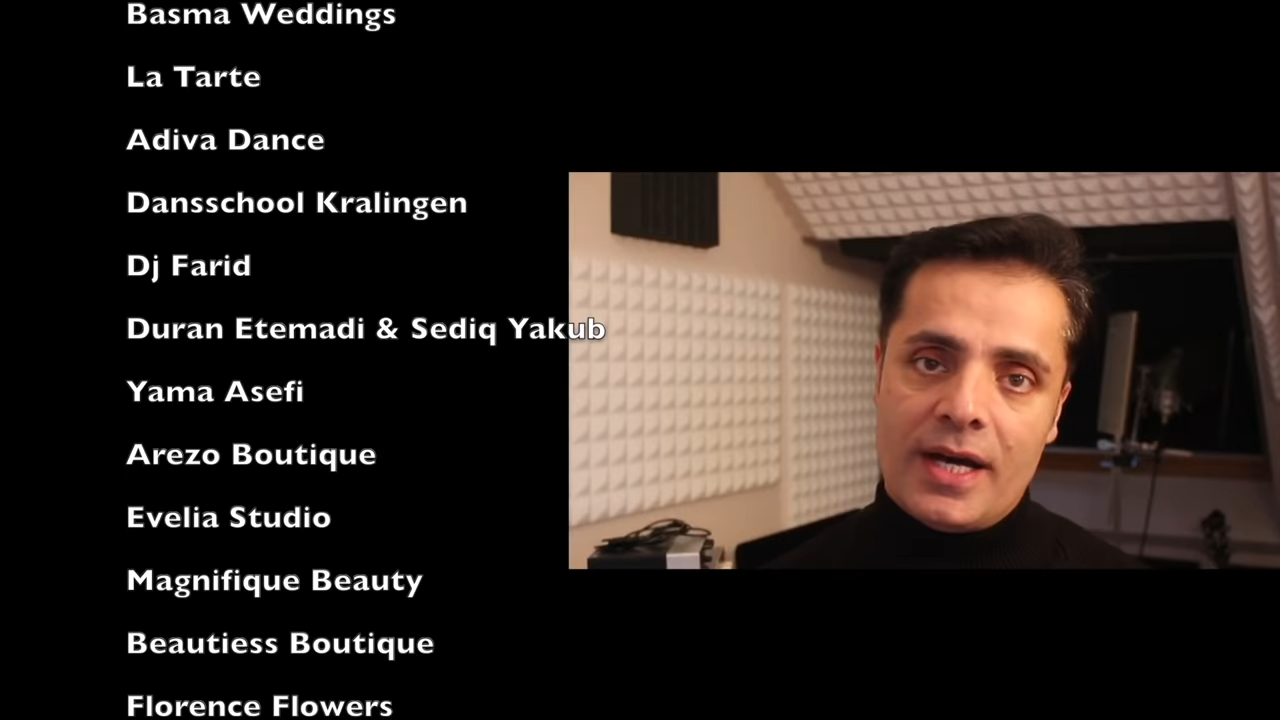 Basma Weddings
La Tarte
Adiva Dance
Dansschool Kralingen
Dj Farid
Duran Etemadi & Sediq Yakub
Yama Asefi
Arezo Boutique
Evelia Studio
Magnifique Beauty
Beautiess Boutique
Florence Flowers